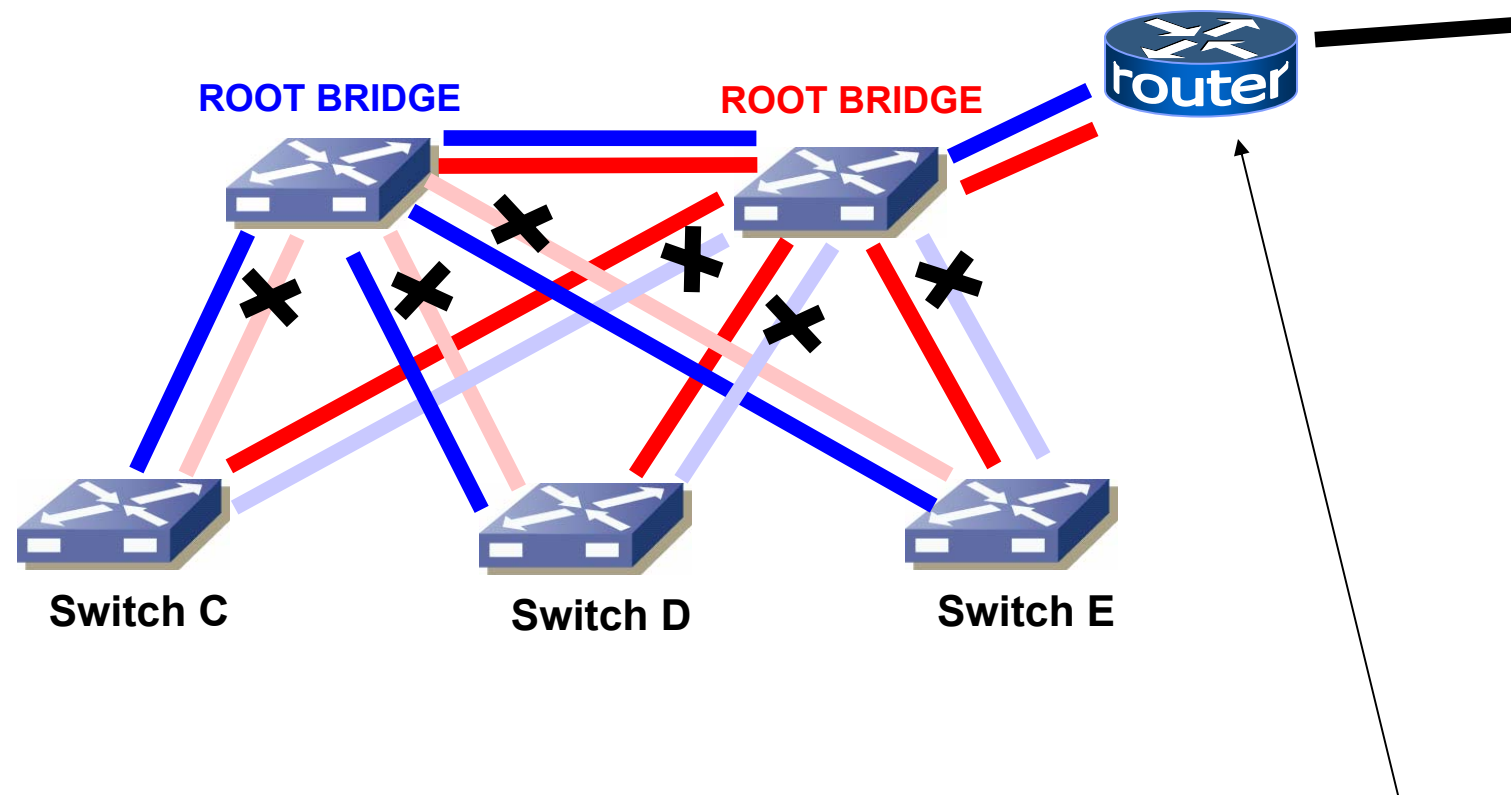 ROOT BRIDGE
ROOT BRIDGE
router
Switch C
Switch D
Switch E